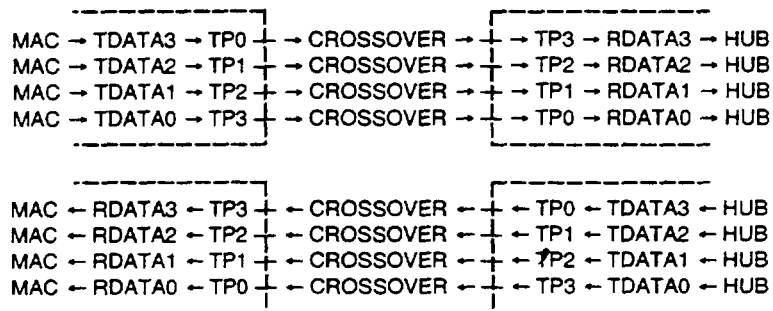 MAC → TDATA3 → TP0 → CROSSOVER → → TP3 → RDATA3 → HUB
MAC → TDATA2 → TP1 → CROSSOVER → → TP2 → RDATA2 → HUB
MAC → TDATA1 → TP2 → CROSSOVER → → TP1 → RDATA1 → HUB
MAC → TDATA0 → TP3 → CROSSOVER → → TP0 → RDATA0 → HUB
MAC ← RDATA3 ← TP3 ← CROSSOVER ← ← TP0 ← TDATA3 ← HUB
MAC ← RDATA2 ← TP2 ← CROSSOVER ← ← TP1 ← TDATA2 ← HUB
MAC ← RDATA1 ← TP1 ← CROSSOVER ← ← TP2 ← TDATA1 ← HUB
MAC ← RDATA0 ← TP0 ← CROSSOVER ← ← TP3 ← TDATA0 ← HUB